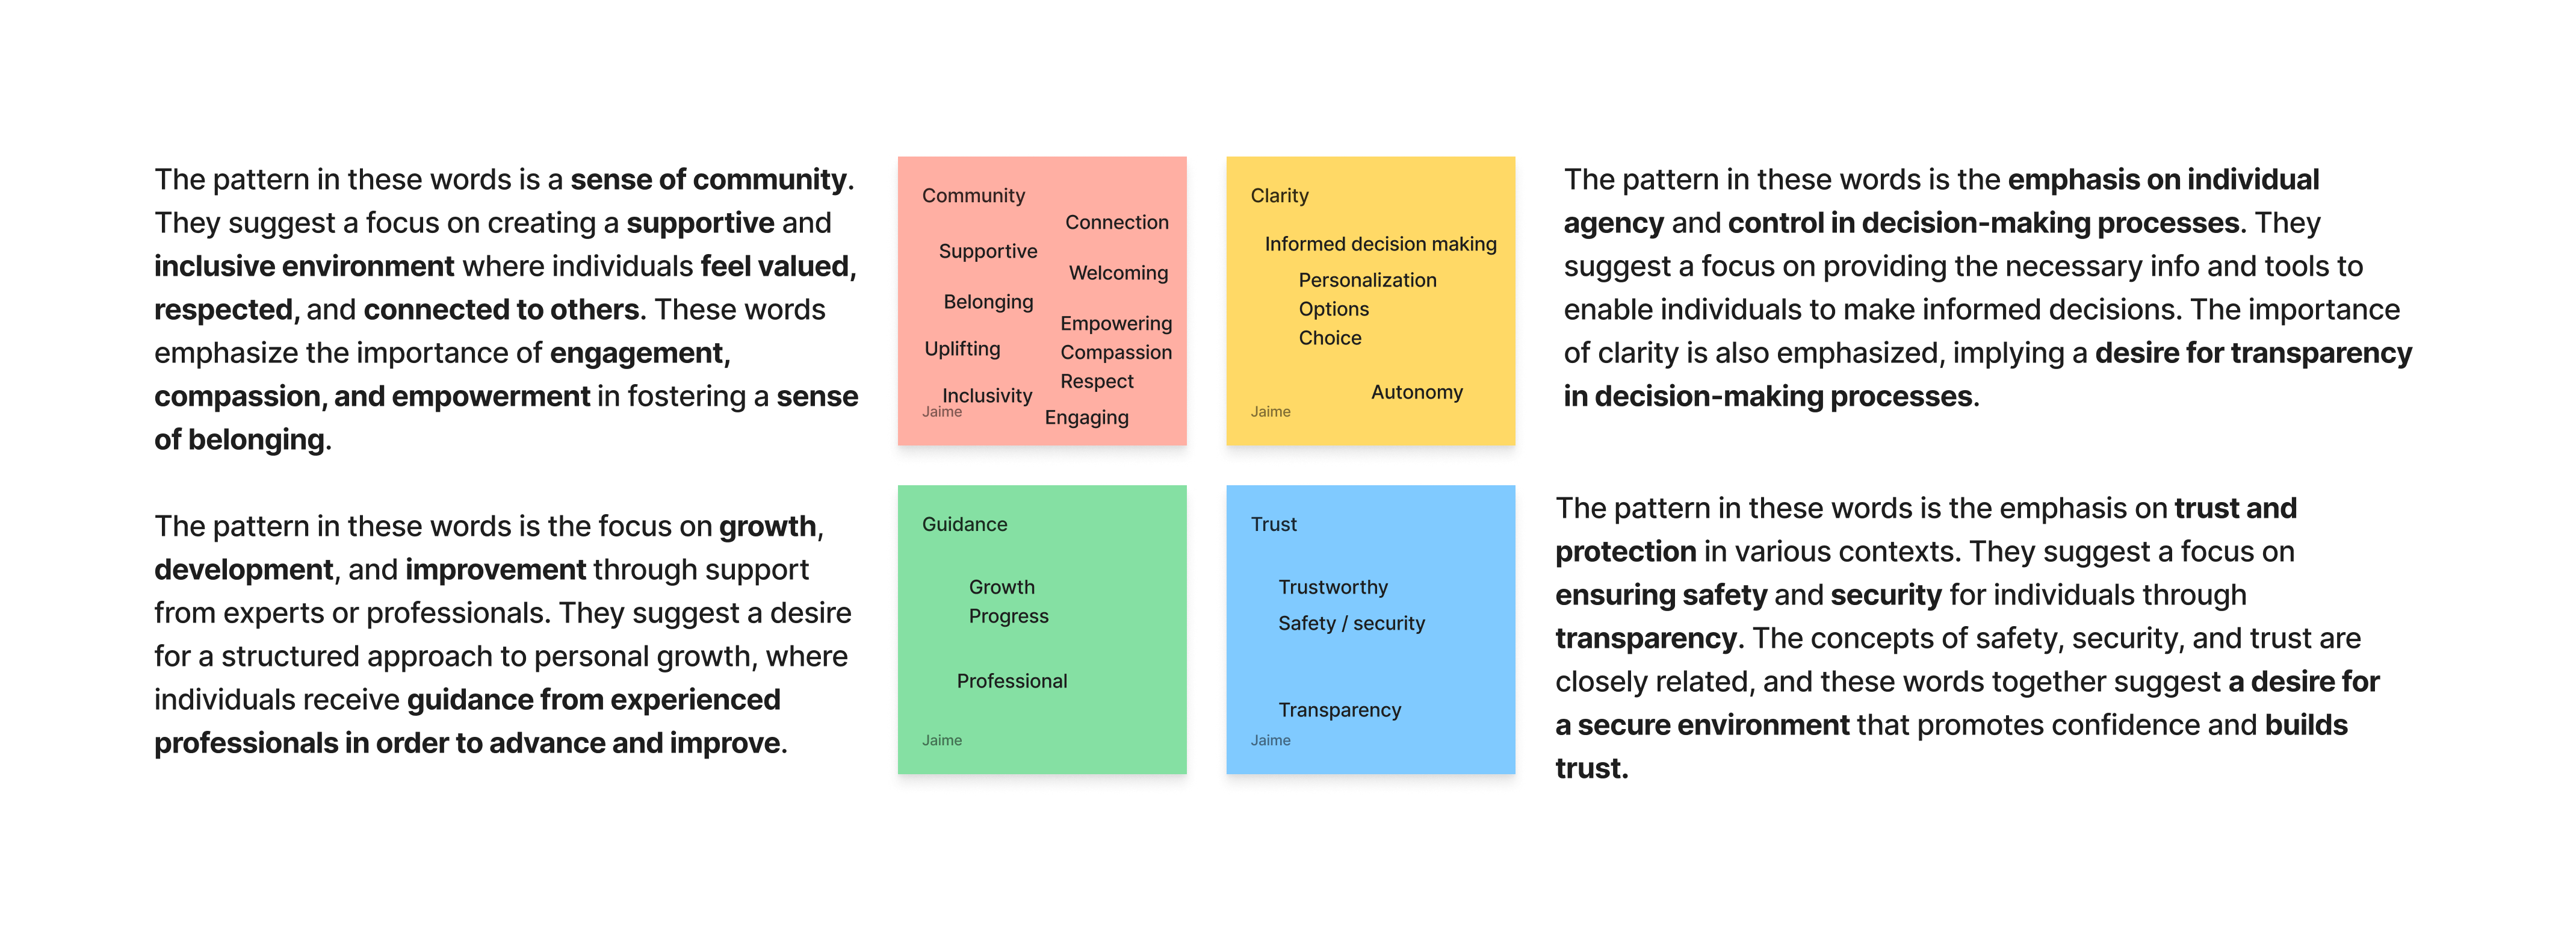 The pattern in these words is a sense of community.
They suggest a focus on creating a supportive and
inclusive environment where individuals feel valued,
respected, and connected to others. These words
emphasize the importance of engagement,
compassion, and empowerment in fostering a sense
of belonging.
The pattern in these words is the focus on growth,
development, and improvement through support
from experts or professionals. They suggest a desire
for a structured approach to personal growth, where
individuals receive guidance from experienced
professionals in order to advance and improve.
Community
Connection
Supportive
Welcoming
Belonging
Empowering
Uplifting
Compassion
Respect
Inclusivity
Jaime
Engaging
Clarity
Informed decision making
Personalization
Options
Choice
Autonomy
Jaime
Guidance
Growth
Progress
Professional
Jaime
Trust
Trustworthy
Safety / security
Transparency
Jaime
The pattern in these words is the emphasis on individual
agency and control in decision-making processes. They
suggest a focus on providing the necessary info and tools to
enable individuals to make informed decisions. The importance
of clarity is also emphasized, implying a desire for transparency
in decision-making processes.
The pattern in these words is the emphasis on trust and
protection in various contexts. They suggest a focus on
ensuring safety and security for individuals through
transparency. The concepts of safety, security, and trust are
closely related, and these words together suggest a desire for
a secure environment that promotes confidence and builds
trust.